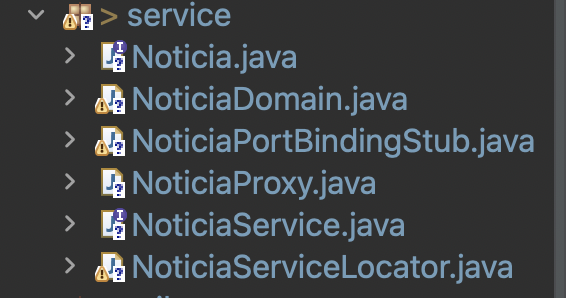 > service
Noticia.java
NoticiaDomain.java
NoticiaPortBindingStub.java
NoticiaProxy.java
NoticiaService.java
NoticiaServiceLocator.java